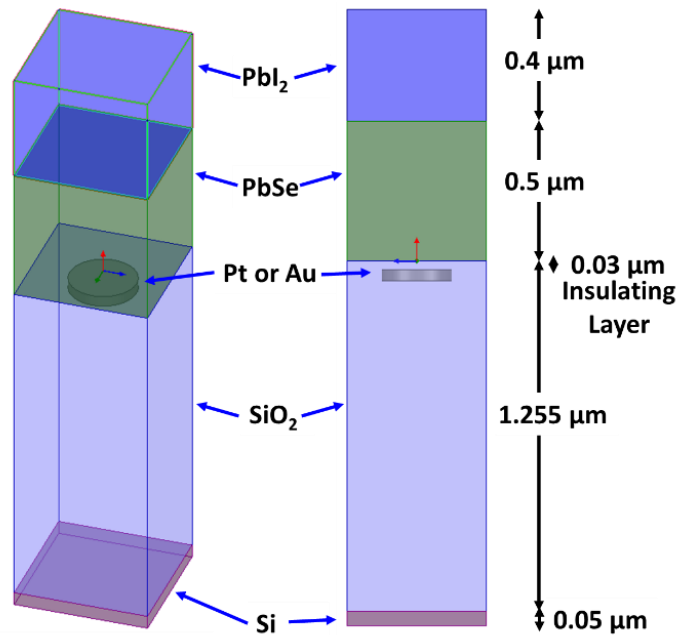 PbI₂
0.4 μm
PbSe
0.5 μm
Pt or Au
0.03 μm
Insulating
Layer
SiO₂
1.255 μm
Si
0.05 μm